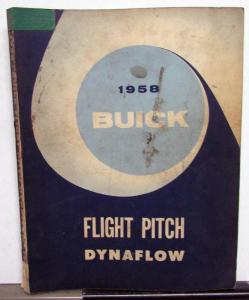 1958
BUICK
FLIGHT PITCH
DYNAFLOW